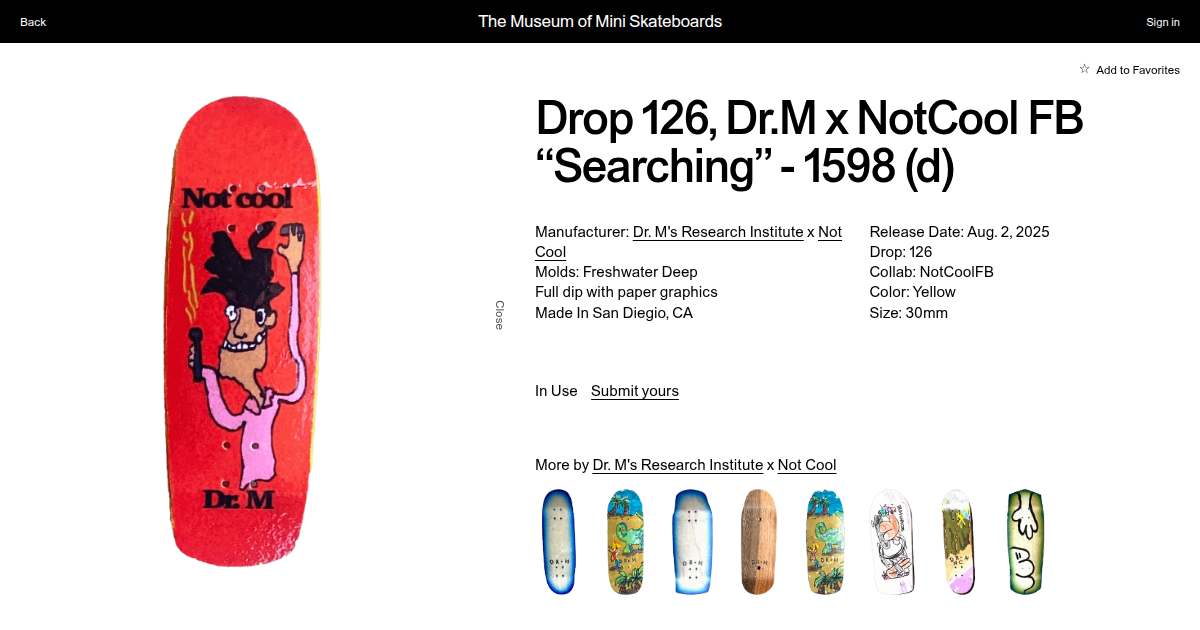 Back
The Museum of Mini Skateboards
Sign in
☆ Add to Favorites
Drop 126, Dr.M x NotCool FB
“Searching” - 1598 (d)
Not cool
Dr. M
Close
Manufacturer: Dr. M's Research Institute x Not
Cool
Molds: Freshwater Deep
Full dip with paper graphics
Made In San Diegio, CA
Release Date: Aug. 2, 2025
Drop: 126
Collab: NotCoolFB
Color: Yellow
Size: 30mm
In Use Submit yours
More by Dr. M's Research Institute x Not Cool